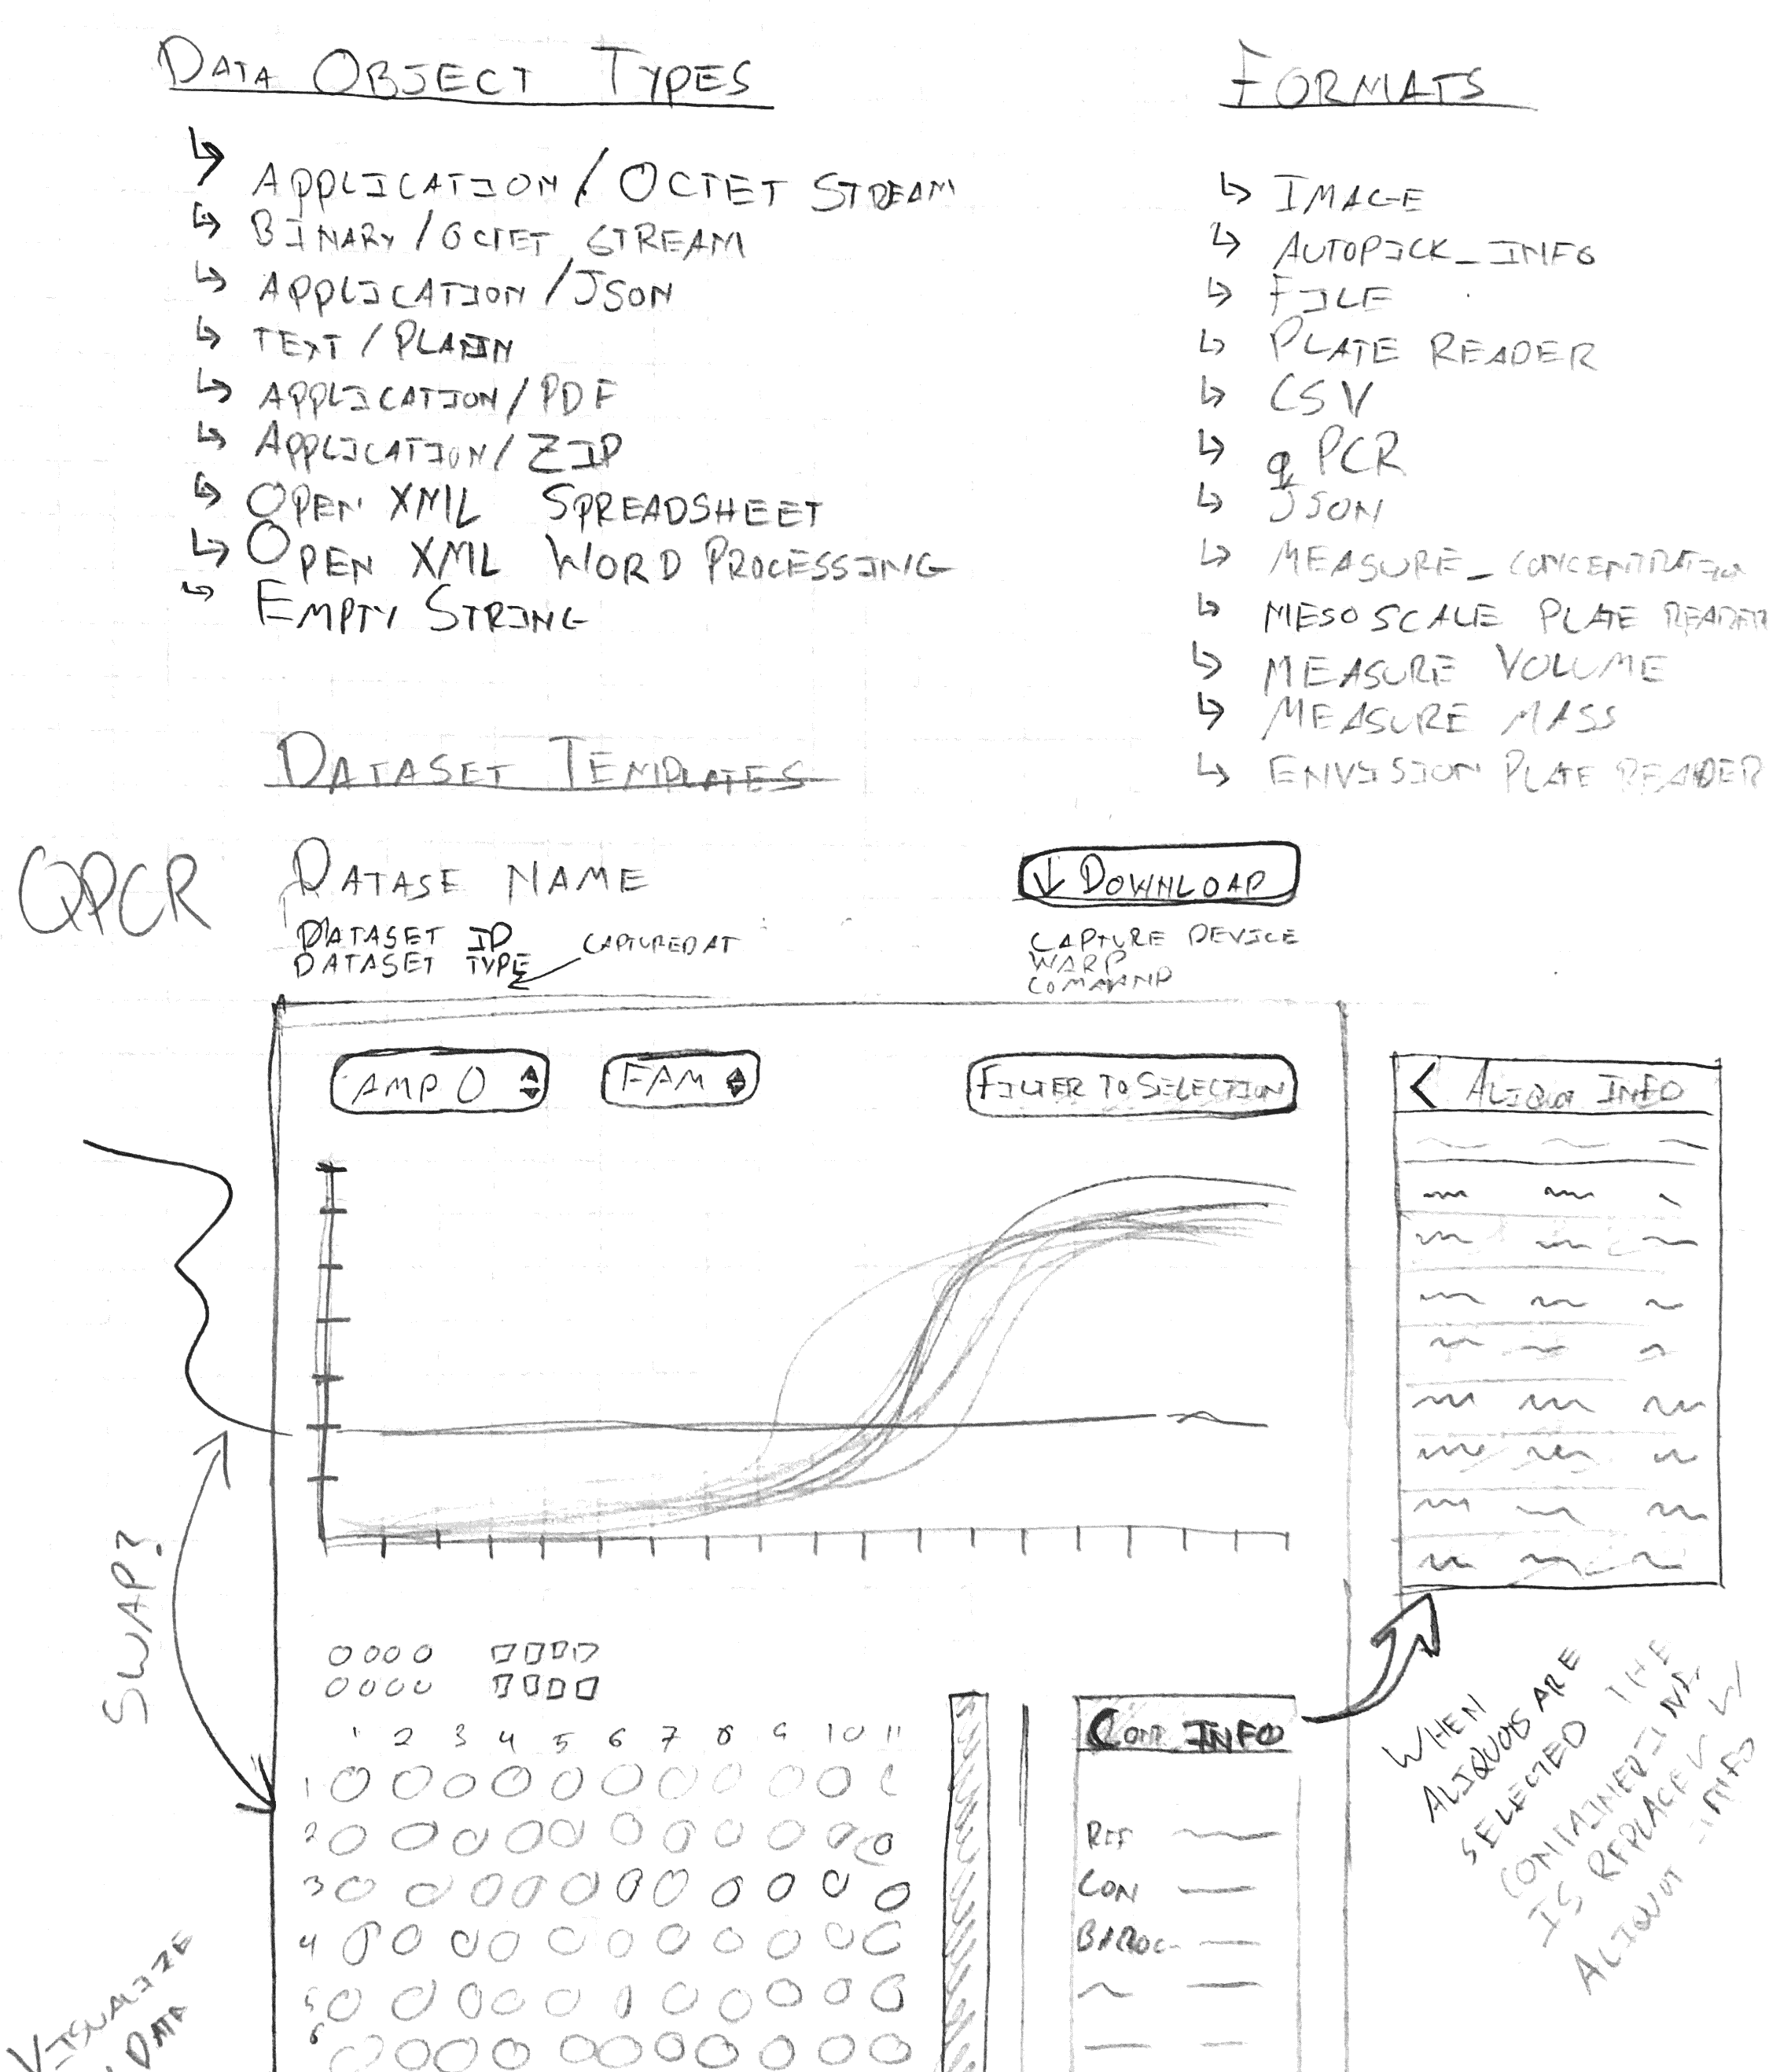 DATA OBJECT TYPES
↳ APPLICATION / OCTET STREAM
↳ BINARY / OCTET STREAM
↳ APPLICATION / JSON
↳ TEXT / PLAIN
↳ APPLICATION / PDF
↳ APPLICATION / ZIP
↳ OPEN XML SPREADSHEET
↳ OPEN XML WORD PROCESSING
↳ EMPTY STRING
FORMATS
↳ IMAGE
↳ AUTOPICK_INFO
↳ FILE
↳ PLATE READER
↳ CSV
↳ qPCR
↳ JSON
↳ MEASURE_CONCENTRATION
↳ MESOSCALE PLATE READER
↳ MEASURE VOLUME
↳ MEASURE MASS
↳ ENVISION PLATE READER
DATASET TEMPLATES
QPCR
DATASE NAME
DATASET ID
DATASET TYPE
CAPTURED AT
↓ DOWNLOAD
CAPTURE DEVICE
WARP
COMMAND
AMP 0
FAM
FILTER TO SELECTION
< ALIQUOT INFO
SWAP?
1 2 3 4 5 6 7 8 9 10 11
1
2
3
4
5
6
CONT. INFO
REF
CON
BARCOC
WHEN
ALIQUOTS ARE
SELECTED THE
CONTAINER INF.
IS REPLACED W/
ALIQUOT INFO
VISUALIZE
DATA